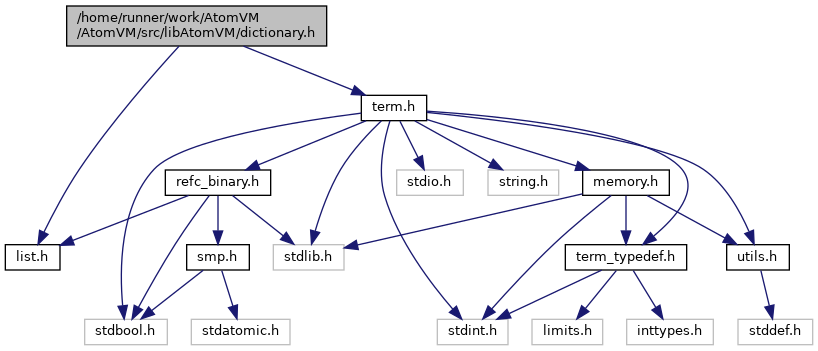 /home/runner/work/AtomVM
/AtomVM/src/libAtomVM/dictionary.h
term.h
refc_binary.h
stdio.h
string.h
memory.h
list.h
smp.h
stdlib.h
term_typedef.h
utils.h
stdbool.h
stdatomic.h
stdint.h
limits.h
inttypes.h
stddef.h